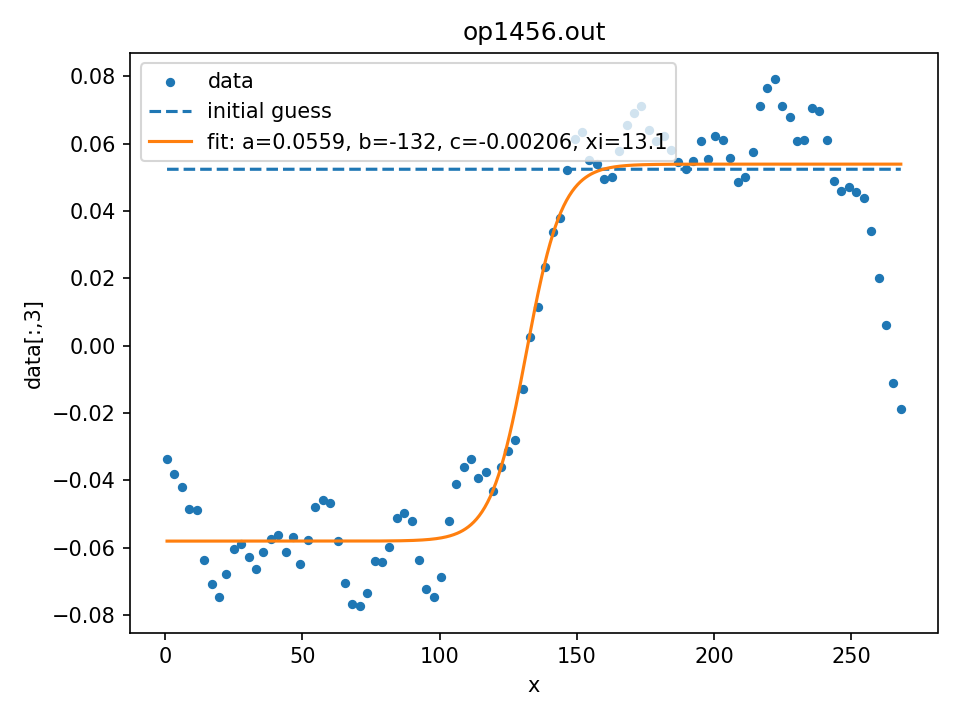 op1456.out
data
initial guess
fit: a=0.0559, b=-132, c=-0.00206, xi=13.1
0.08
0.06
0.04
0.02
0.00
−0.02
−0.04
−0.06
−0.08
data[:,3]
0 50 100 150 200 250
x